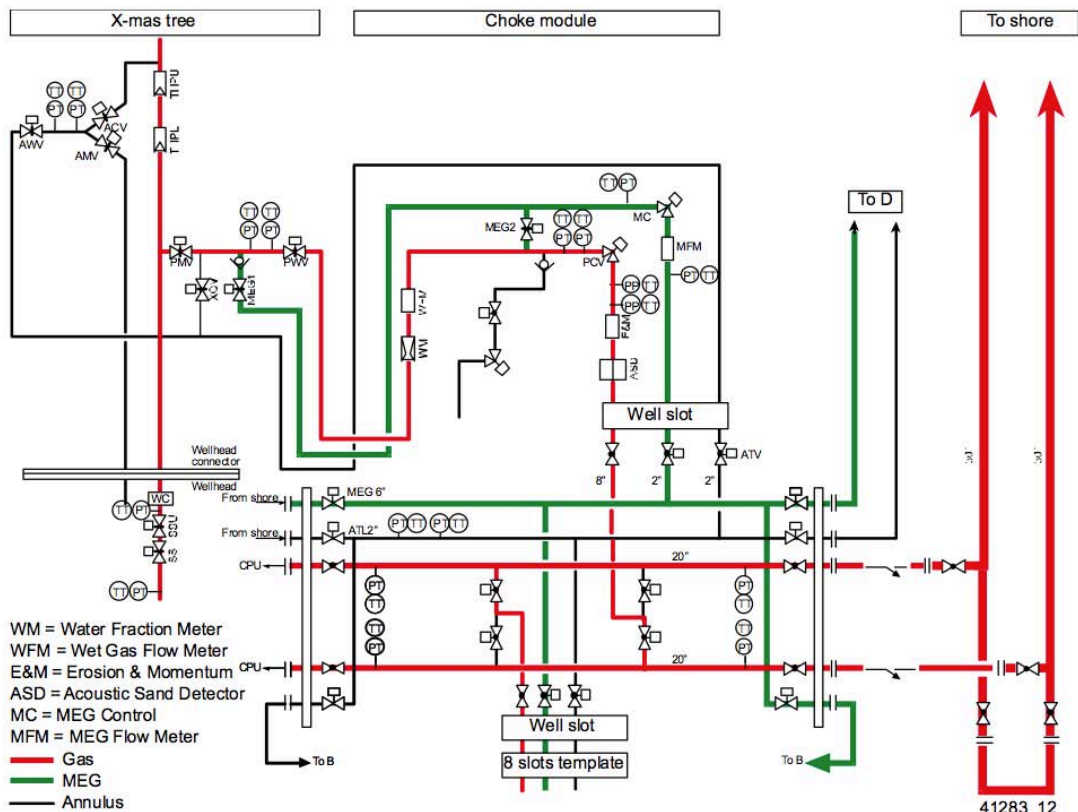 X-mas tree
Choke module
To shore
TT TT
PT PT
ACV
AWV
AMV
TT TT
PT PT
PMV
PWV
XOV
MEG1
TT PT
MC
MEG2
TT TT
PT PT
PCV
MFM
PT TT
PP TT
PP TT
E&M
ASD
WM
To D
Well slot
ATV
8"
2"
2"
Wellhead
connector
Wellhead
WC
TT PT
SS
TT PT
From shore
MEG 6"
From shore
ATL2"
PT TT PT TT
CPU
20"
PT
TT
TT
PT
PT
TT
TT
PT
CPU
20"
To B
Well slot
8 slots template
To B
WM = Water Fraction Meter
WFM = Wet Gas Flow Meter
E&M = Erosion & Momentum
ASD = Acoustic Sand Detector
MC = MEG Control
MFM = MEG Flow Meter
Gas
MEG
Annulus
41283_12